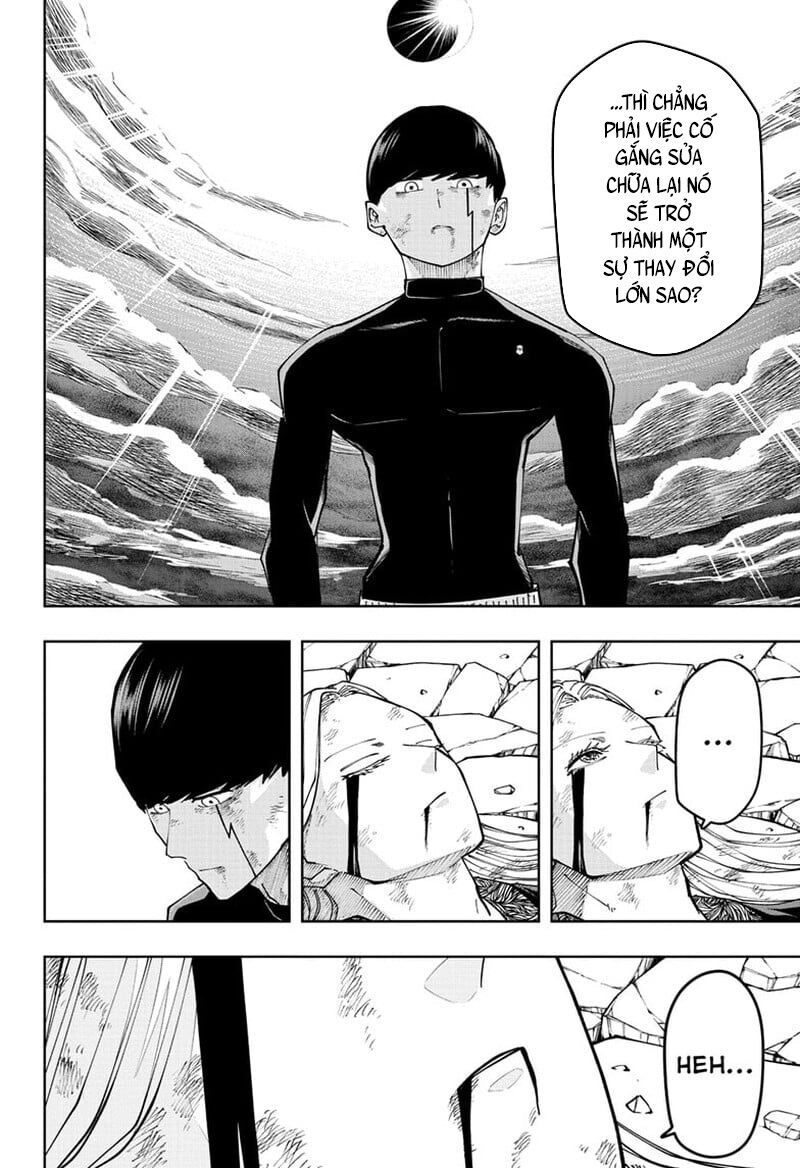 ...THÌ CHẲNG
PHẢI VIỆC CỐ
GẮNG SỬA
CHỮA LẠI NÓ
SẼ TRỞ
THÀNH MỘT
SỰ THAY ĐỔI
LỚN SAO?
...
HEH...